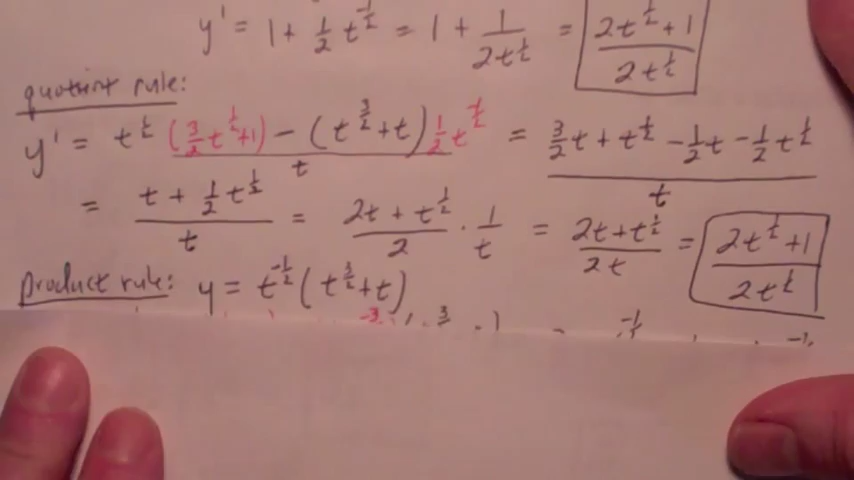 y' = 1 + 1/2 t^(-1/2) = 1 + 1/(2t^(1/2)) = (2t^(1/2) + 1)/(2t^(1/2))
quotient rule:
y' = (t^(1/2) (3/2 t^(1/2) + 1) − (t^(3/2) + t) 1/2 t^(-1/2))/t = (3/2 t + t^(1/2) − 1/2 t − 1/2 t^(1/2))/t
= (t + 1/2 t^(1/2))/t = (2t + t^(1/2))/2 · 1/t = (2t + t^(1/2))/(2t) = (2t^(1/2) + 1)/(2t^(1/2))
product rule: y = t^(-1/2) (t^(3/2) + t)